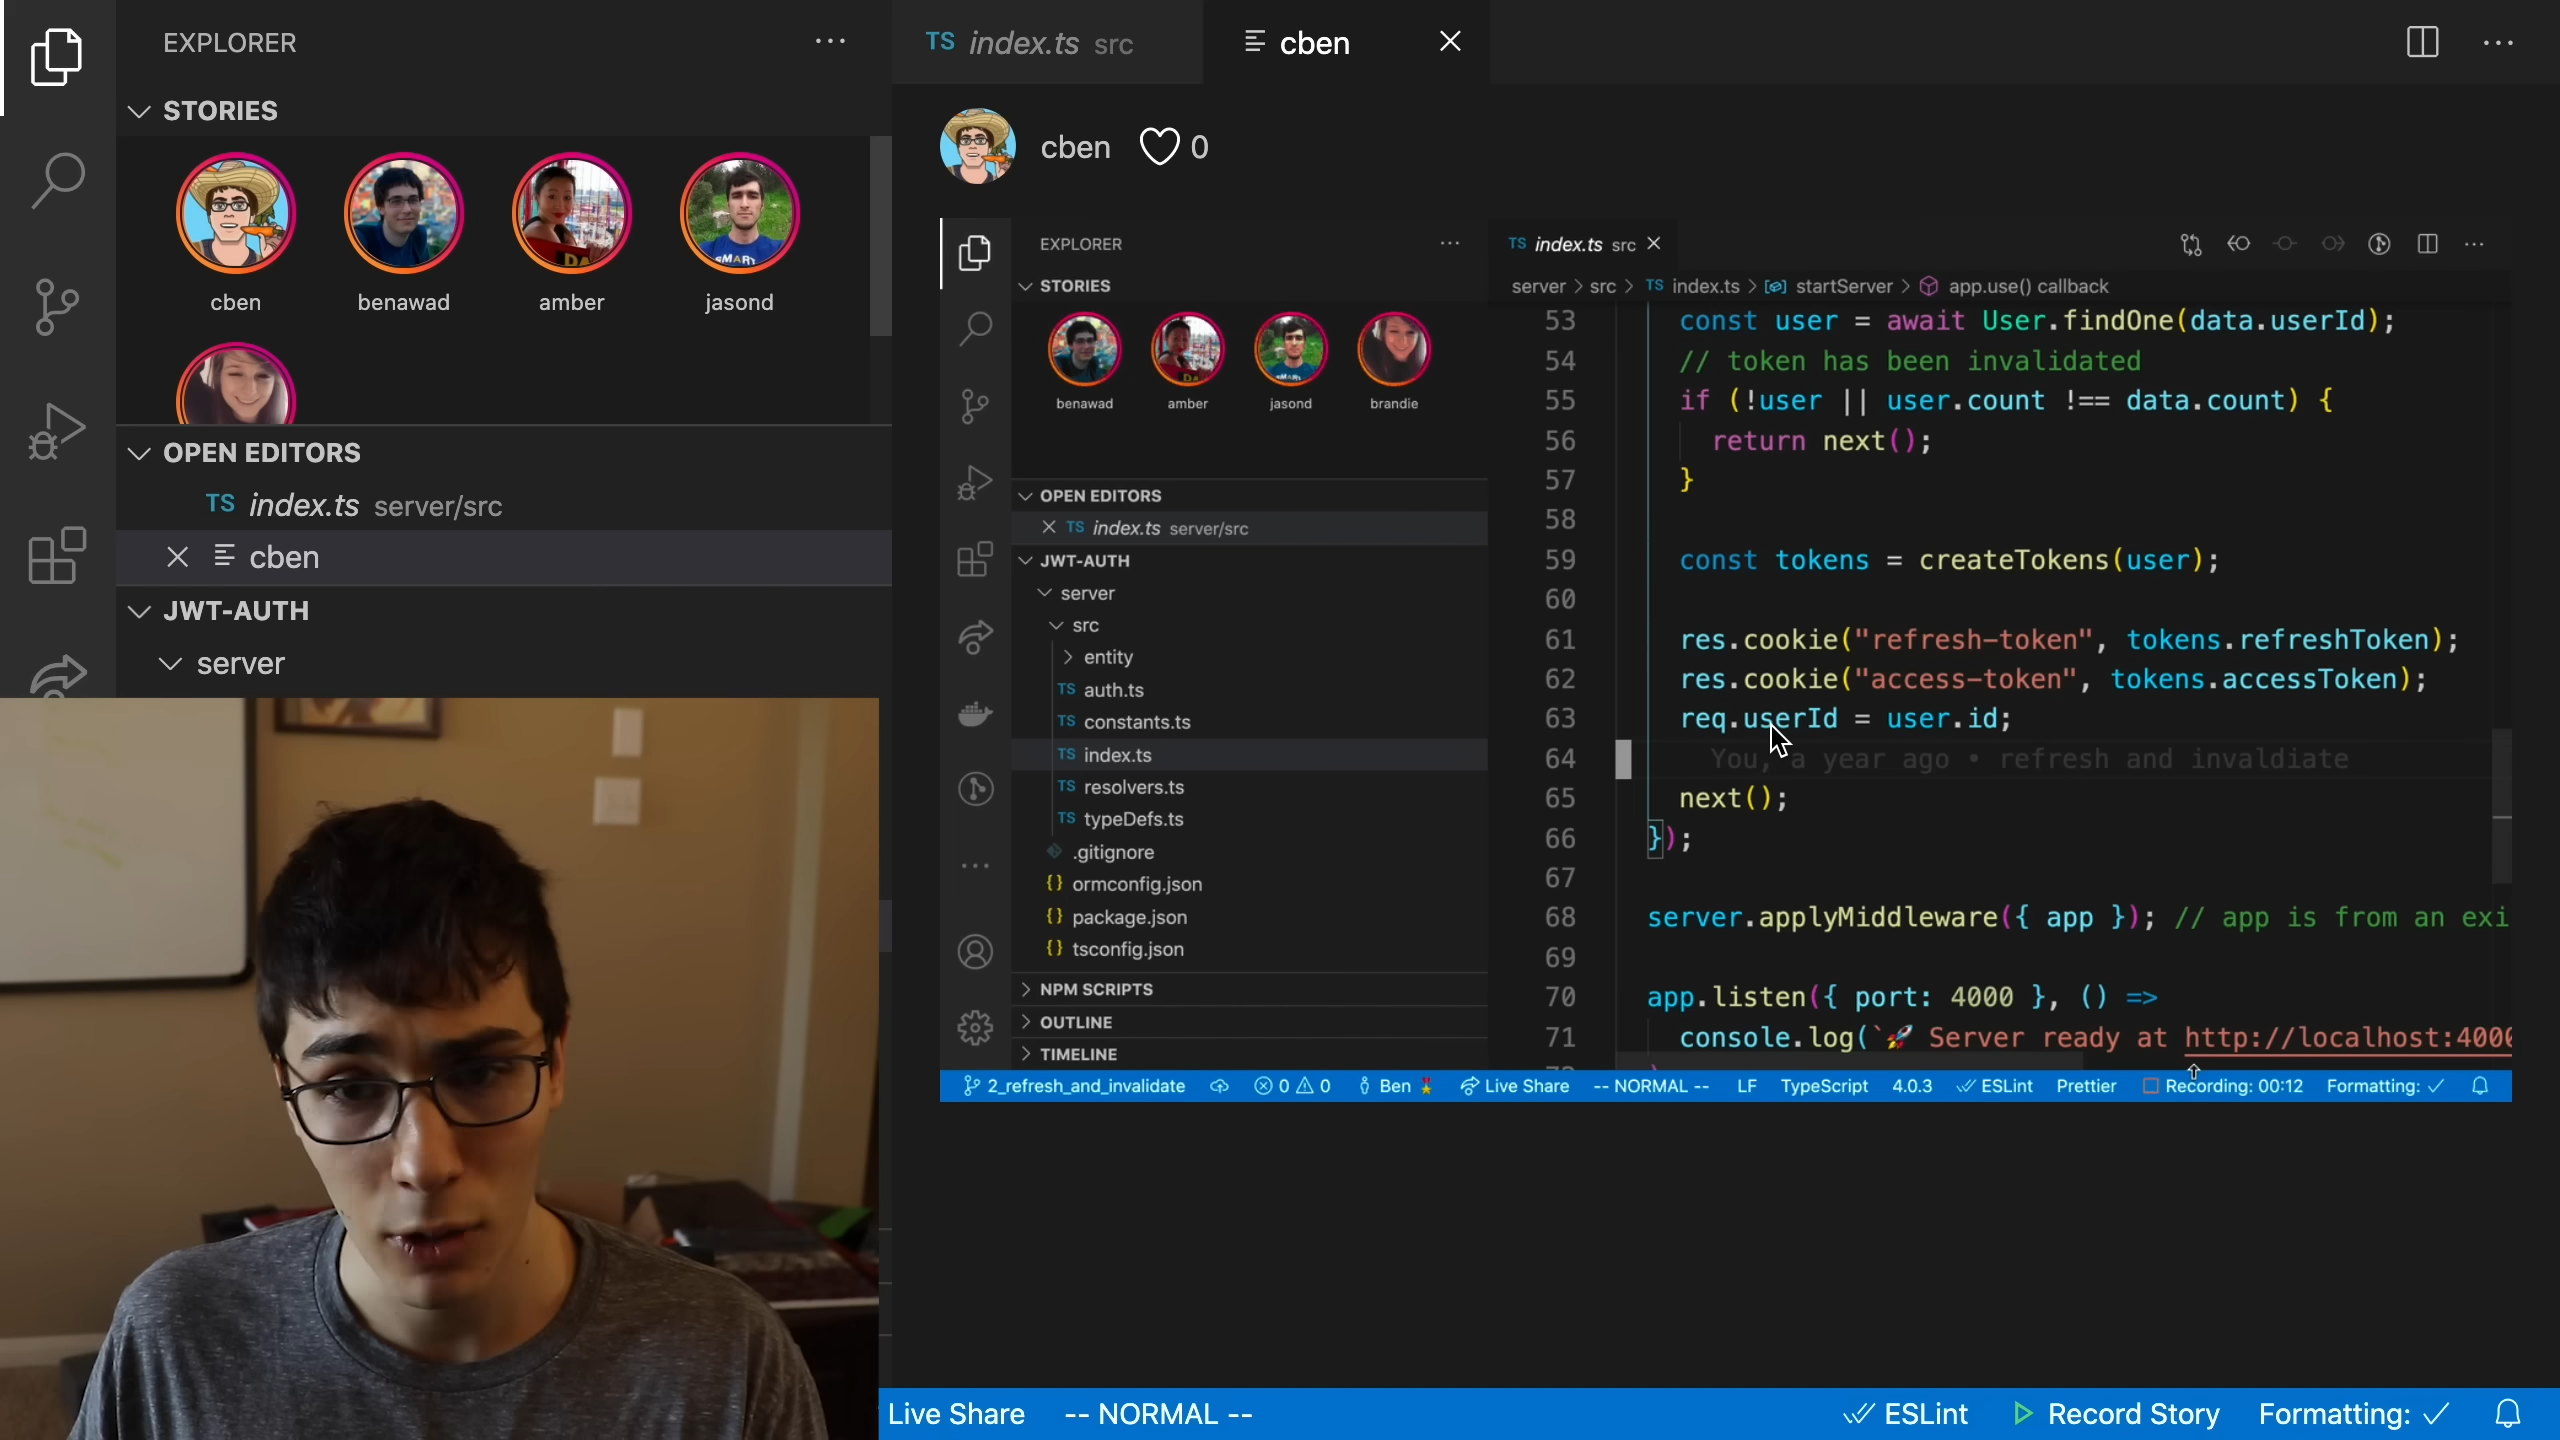 EXPLORER
STORIES
cben benawad amber jasond
OPEN EDITORS
TS index.ts server/src
cben
JWT-AUTH
server
TS index.ts src
cben
cben 0
EXPLORER
STORIES
benawad amber jasond brandie
OPEN EDITORS
TS index.ts server/src
JWT-AUTH
server
src
entity
TS auth.ts
TS constants.ts
TS index.ts
TS resolvers.ts
TS typeDefs.ts
.gitignore
{} ormconfig.json
{} package.json
{} tsconfig.json
NPM SCRIPTS
OUTLINE
TIMELINE
TS index.ts src
server > src > TS index.ts > startServer > app.use() callback
53 const user = await User.findOne(data.userId);
54 // token has been invalidated
55 if (!user || user.count !== data.count) {
56 return next();
57 }
58
59 const tokens = createTokens(user);
60
61 res.cookie("refresh-token", tokens.refreshToken);
62 res.cookie("access-token", tokens.accessToken);
63 req.userId = user.id;
64 You, a year ago • refresh and invaldiate
65 next();
66 });
67
68 server.applyMiddleware({ app }); // app is from an exi
69
70 app.listen({ port: 4000 }, () =>
71 console.log(`🚀 Server ready at http://localhost:4000
2_refresh_and_invalidate 0 0 Ben Live Share -- NORMAL -- LF TypeScript 4.0.3 ESLint Prettier Recording: 00:12 Formatting: ✓
Live Share -- NORMAL -- ESLint Record Story Formatting: ✓